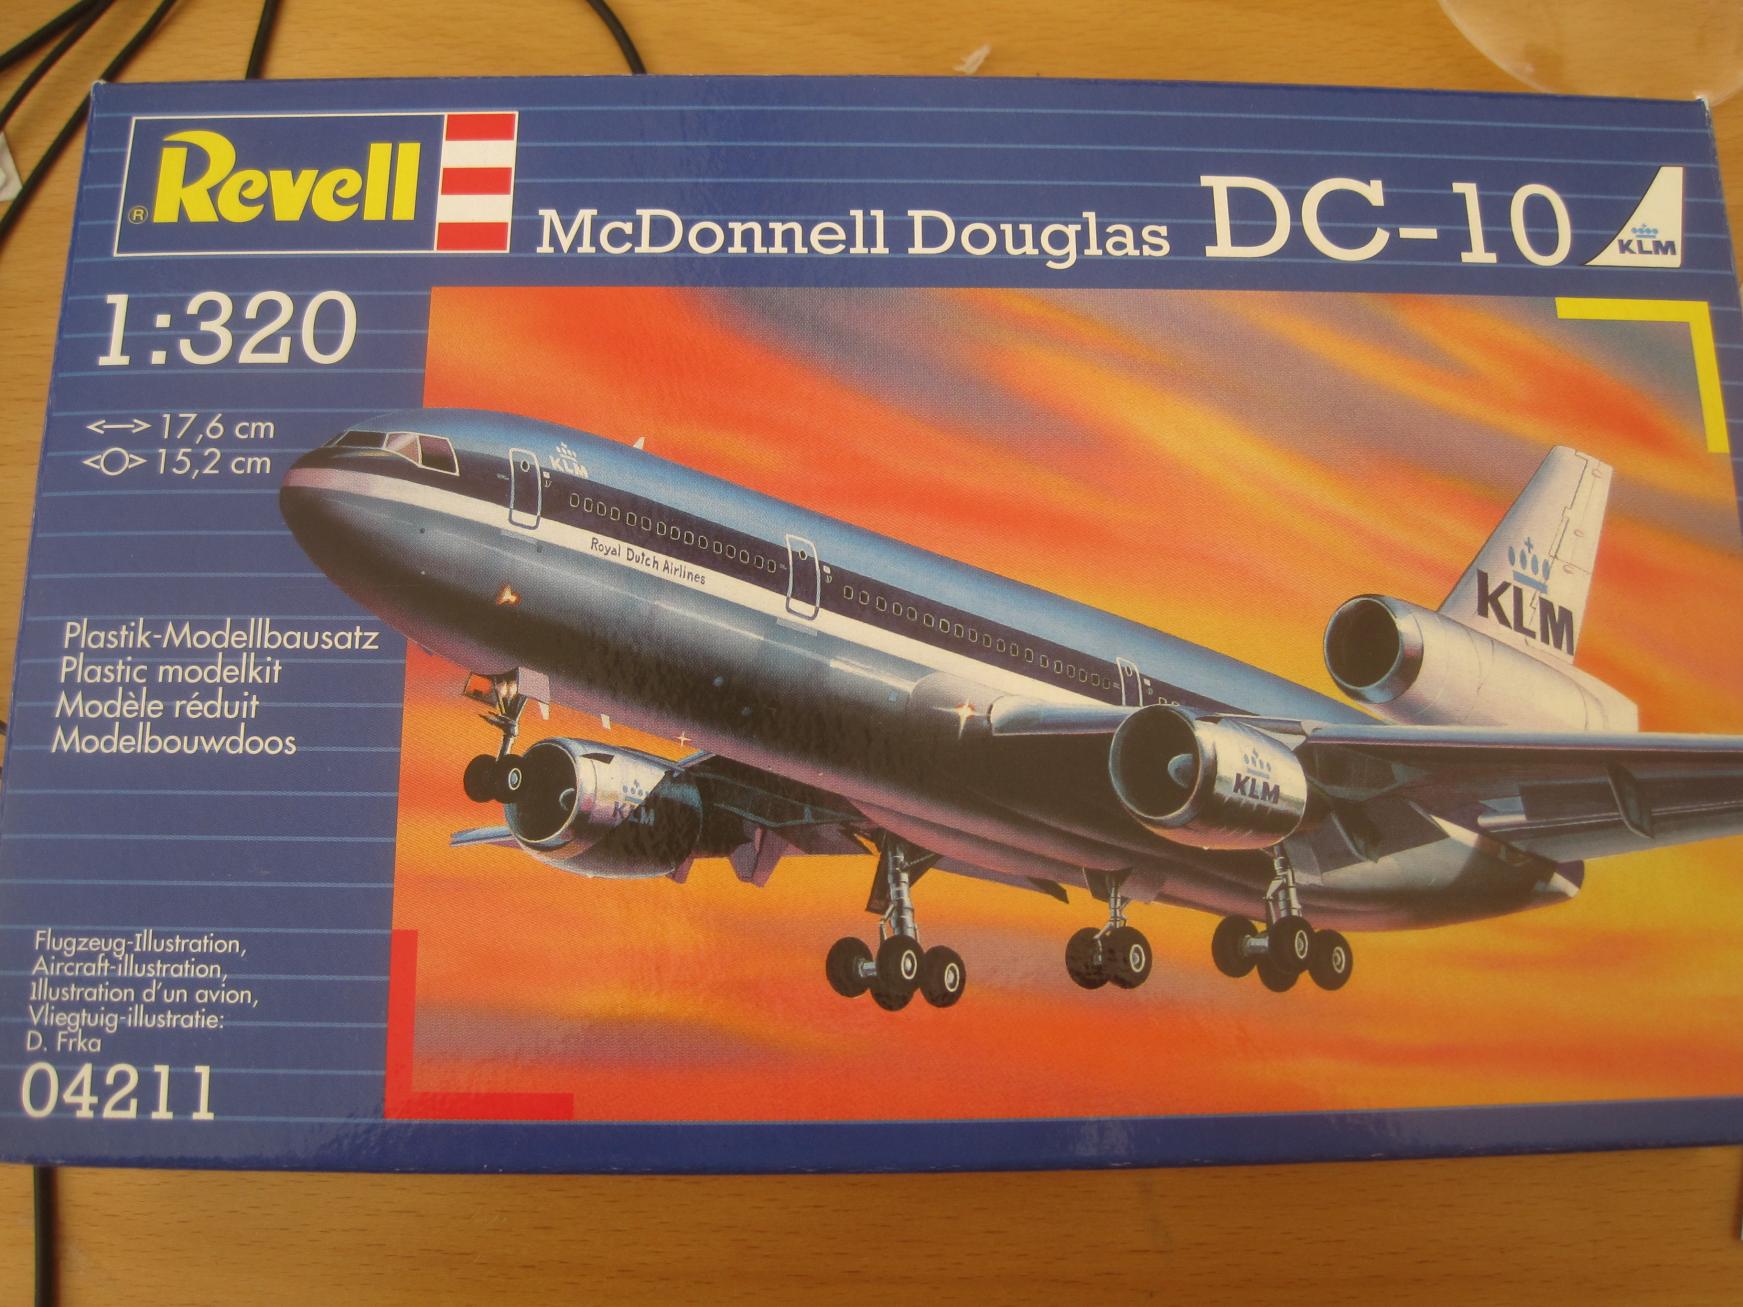 ® Revell
McDonnell Douglas DC-10
KLM
1:320
17,6 cm
15,2 cm
KLM
Royal Dutch Airlines
KLM
KLM
KLM
Plastik-Modellbausatz
Plastic modelkit
Modèle réduit
Modelbouwdoos
Flugzeug-Illustration,
Aircraft-illustration,
Illustration d'un avion,
Vliegtuig-illustratie:
D. Frka
04211